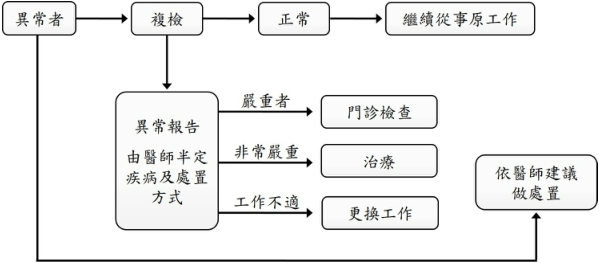 異常者
複檢
正常
繼續從事原工作
異常報告
由醫師半定
疾病及處置
方式
嚴重者
門診檢查
非常嚴重
治療
工作不適
更換工作
依醫師建議
做處置